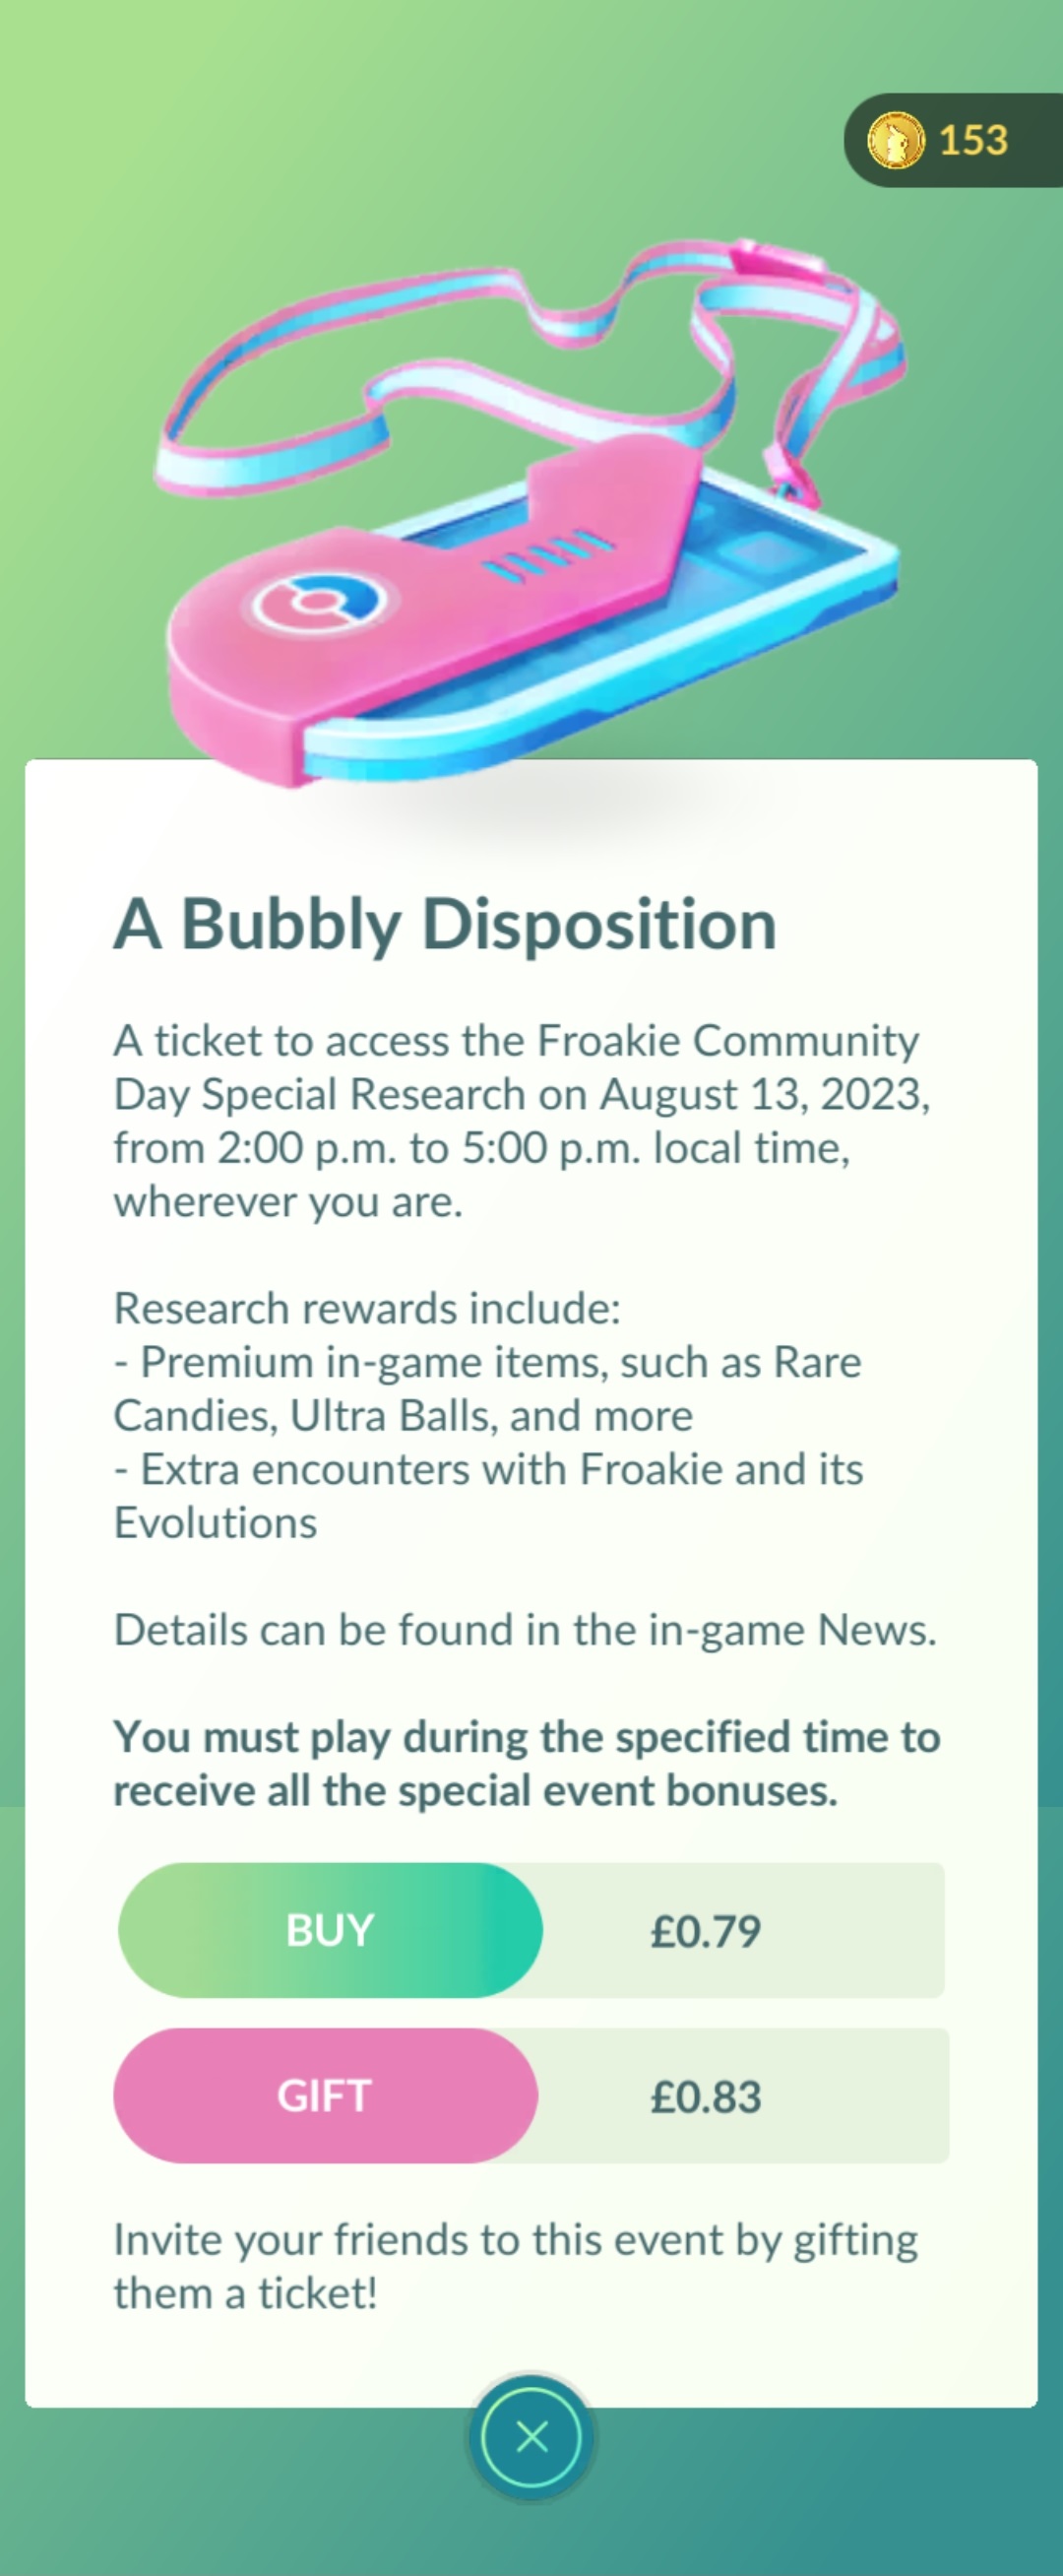 153
A Bubbly Disposition
A ticket to access the Froakie Community
Day Special Research on August 13, 2023,
from 2:00 p.m. to 5:00 p.m. local time,
wherever you are.
Research rewards include:
- Premium in-game items, such as Rare
Candies, Ultra Balls, and more
- Extra encounters with Froakie and its
Evolutions
Details can be found in the in-game News.
You must play during the specified time to
receive all the special event bonuses.
BUY £0.79
GIFT £0.83
Invite your friends to this event by gifting
them a ticket!